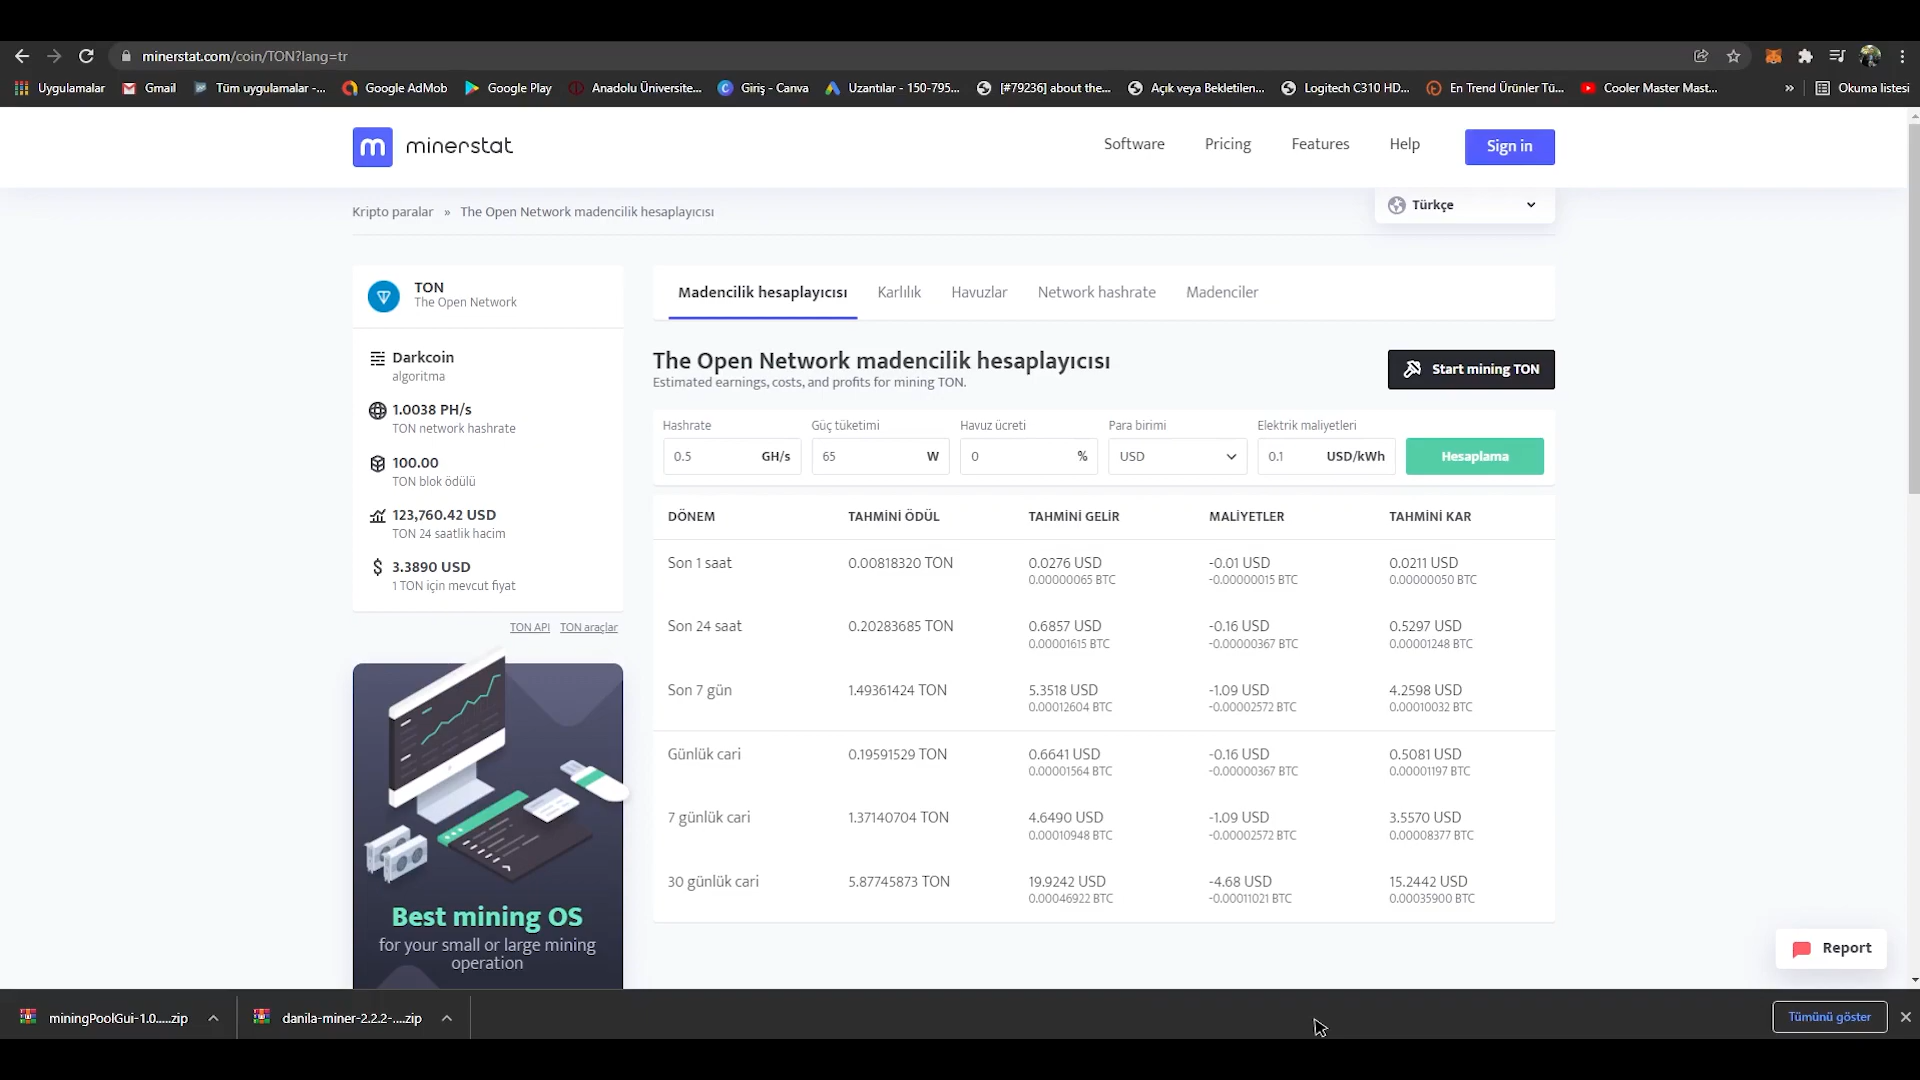 minerstat.com/coin/TON?lang=tr
Uygulamalar
Gmail
Tüm uygulamalar -...
Google AdMob
Google Play
Anadolu Üniversite...
Giriş - Canva
Uzantılar - 150-795...
[#79236] about the...
Açık veya Bekletilen...
Logitech C310 HD...
En Trend Ürünler Tü...
Cooler Master Mast...
»
Okuma listesi
m minerstat
Software
Pricing
Features
Help
Sign in
Kripto paralar » The Open Network madencilik hesaplayıcısı
Türkçe
TON
The Open Network
Darkcoin
algoritma
1.0038 PH/s
TON network hashrate
100.00
TON blok ödülü
123,760.42 USD
TON 24 saatlik hacim
$ 3.3890 USD
1 TON için mevcut fiyat
TON API TON araçlar
Best mining OS
for your small or large mining
operation
Madencilik hesaplayıcısı
Karlılık
Havuzlar
Network hashrate
Madenciler
The Open Network madencilik hesaplayıcısı
Estimated earnings, costs, and profits for mining TON.
Start mining TON
Hashrate Güç tüketimi Havuz ücreti Para birimi Elektrik maliyetleri
0.5 GH/s 65 W 0 % USD 0.1 USD/kWh Hesaplama
DÖNEM TAHMİNİ ÖDÜL TAHMİNİ GELİR MALİYETLER TAHMİNİ KAR
Son 1 saat 0.00818320 TON 0.0276 USD -0.01 USD 0.0211 USD
0.00000065 BTC -0.00000015 BTC 0.00000050 BTC
Son 24 saat 0.20283685 TON 0.6857 USD -0.16 USD 0.5297 USD
0.00001615 BTC -0.00000367 BTC 0.00001248 BTC
Son 7 gün 1.49361424 TON 5.3518 USD -1.09 USD 4.2598 USD
0.00012604 BTC -0.00002572 BTC 0.00010032 BTC
Günlük cari 0.19591529 TON 0.6641 USD -0.16 USD 0.5081 USD
0.00001564 BTC -0.00000367 BTC 0.00001197 BTC
7 günlük cari 1.37140704 TON 4.6490 USD -1.09 USD 3.5570 USD
0.00010948 BTC -0.00002572 BTC 0.00008377 BTC
30 günlük cari 5.87745873 TON 19.9242 USD -4.68 USD 15.2442 USD
0.00046922 BTC -0.00011021 BTC 0.00035900 BTC
Report
miningPoolGui-1.0.....zip
danila-miner-2.2.2-....zip
Tümünü göster